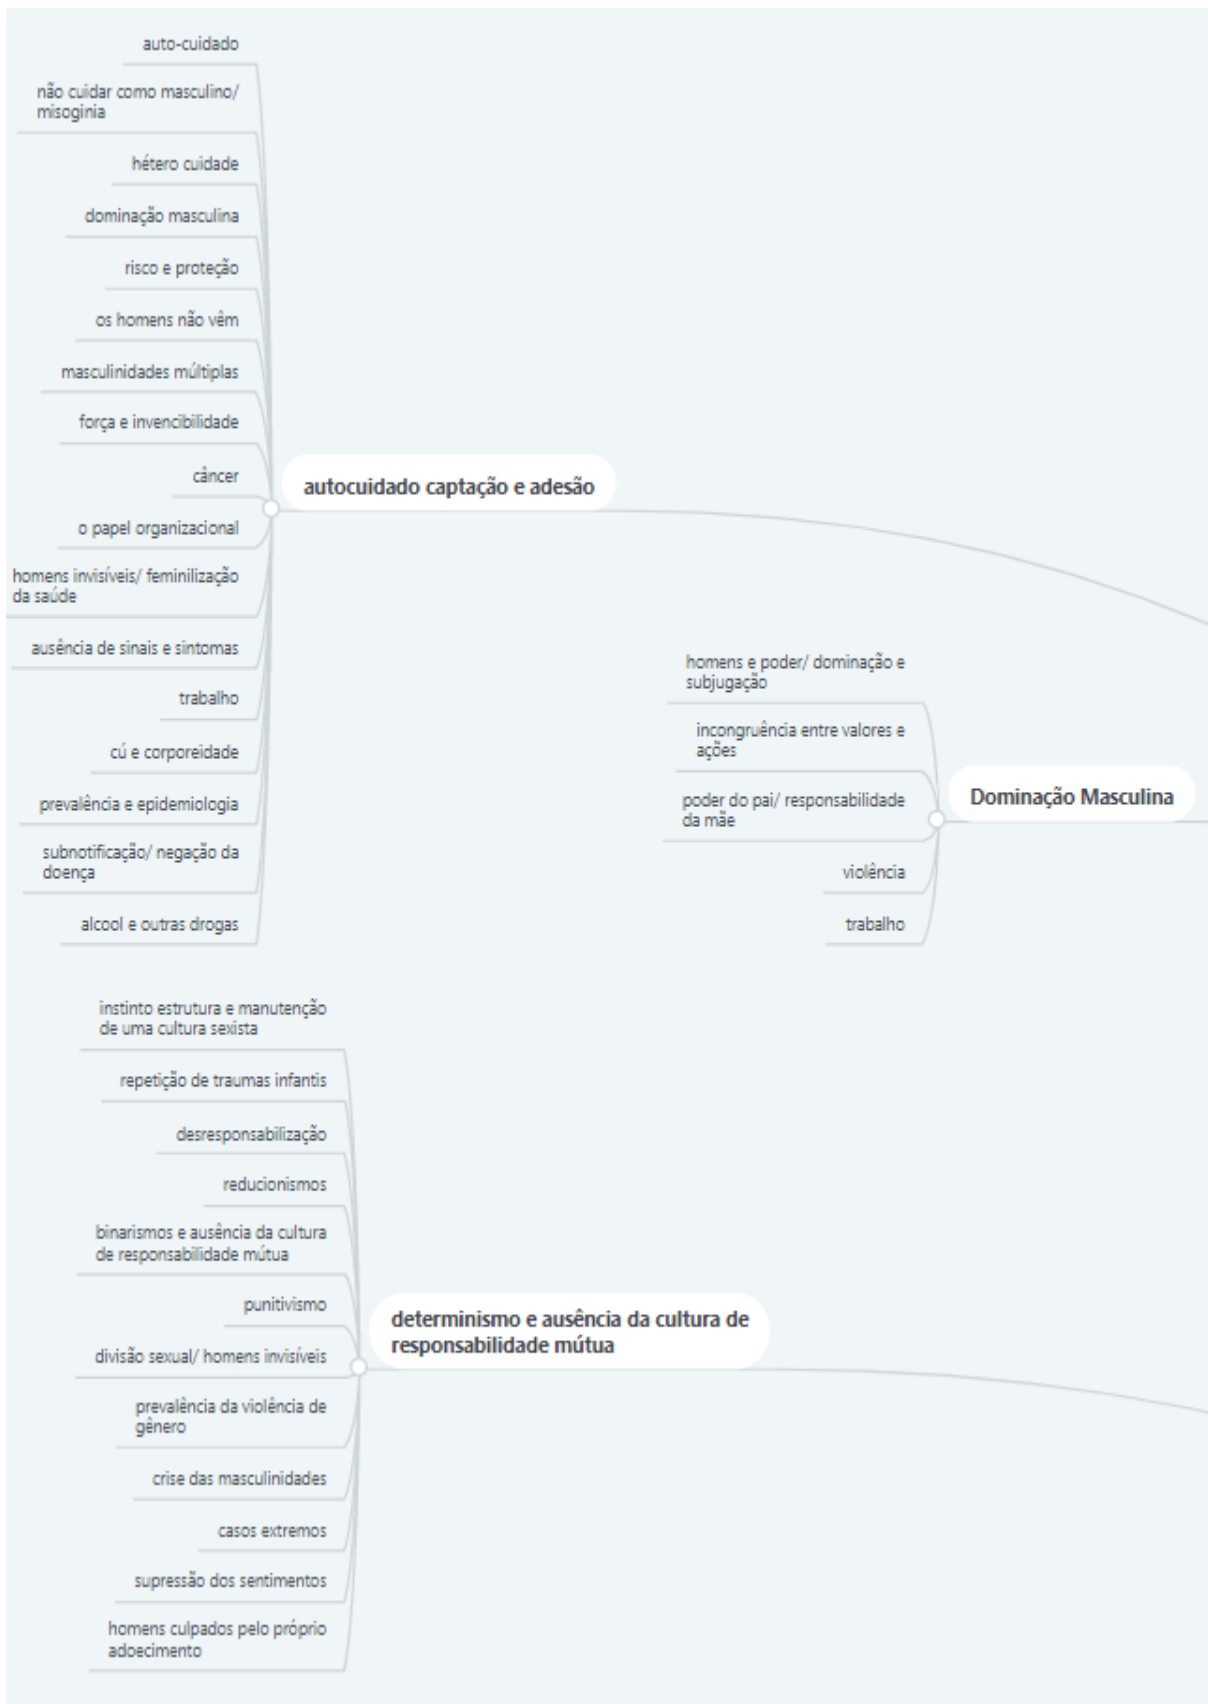 auto-cuidado
não cuidar como masculino/
misoginia
hétero cuidade
dominação masculina
risco e proteção
os homens não vêm
masculinidades múltiplas
força e invencibilidade
câncer
o papel organizacional
homens invisíveis/ feminilização
da saúde
ausência de sinais e sintomas
trabalho
cú e corporeidade
prevalência e epidemiologia
subnotificação/ negação da
doença
alcool e outras drogas
autocuidado captação e adesão
homens e poder/ dominação e
subjugação
incongruência entre valores e
ações
poder do pai/ responsabilidade
da mãe
violência
trabalho
Dominação Masculina
instinto estrutura e manutenção
de uma cultura sexista
repetição de traumas infantis
desresponsabilização
reducionismos
binarismos e ausência da cultura
de responsabilidade mútua
punitivismo
divisão sexual/ homens invisíveis
prevalência da violência de
gênero
crise das masculinidades
casos extremos
supressão dos sentimentos
homens culpados pelo próprio
adoecimento
determinismo e ausência da cultura de
responsabilidade mútua